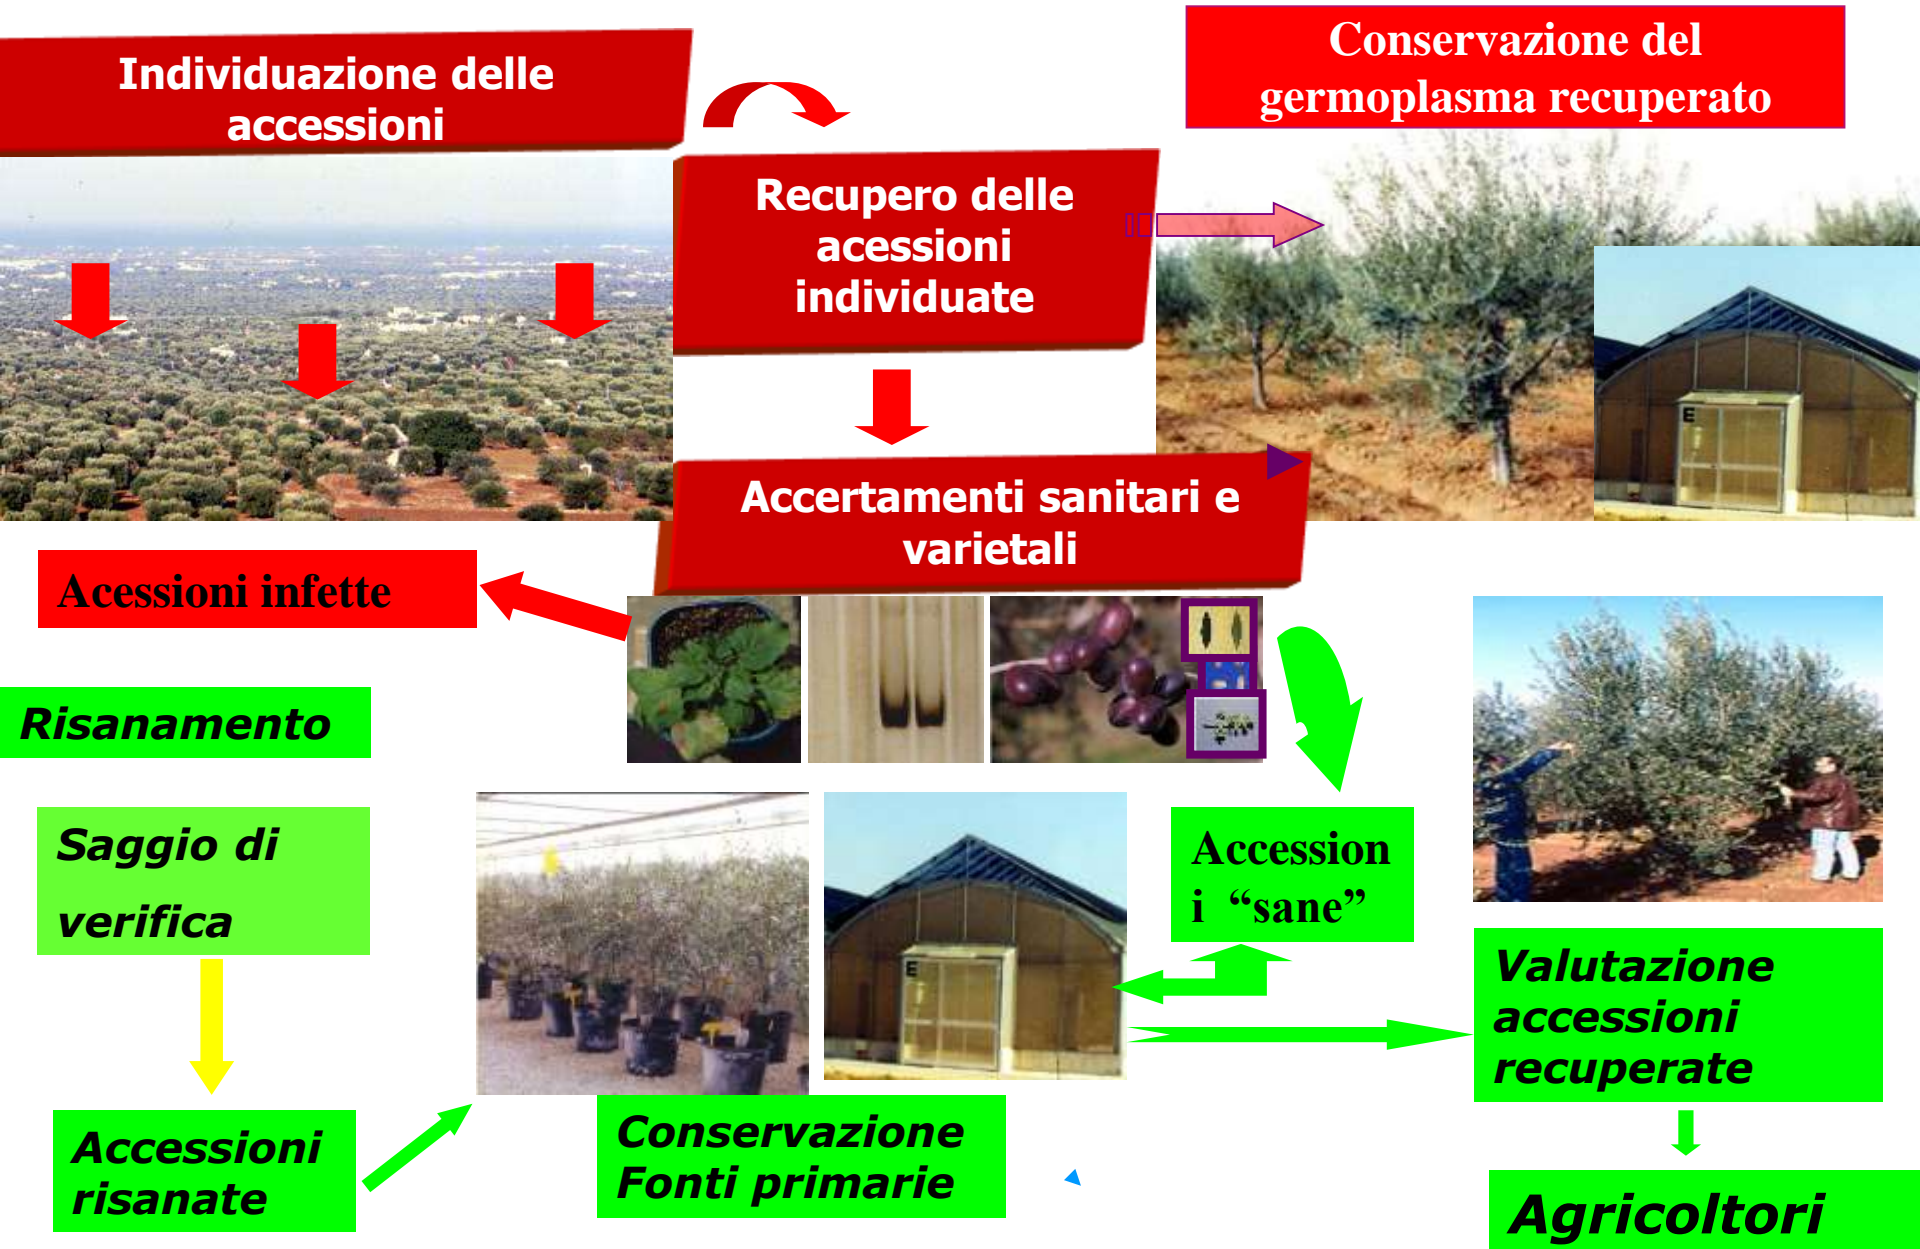 Individuazione delle
accessioni
Conservazione del
germoplasma recuperato
Recupero delle
acessioni
individuate
Accertamenti sanitari e
varietali
Acessioni infette
Risanamento
Saggio di
verifica
Accessioni
risanate
Conservazione
Fonti primarie
Accession
i “sane”
Valutazione
accessioni
recuperate
Agricoltori
E
E